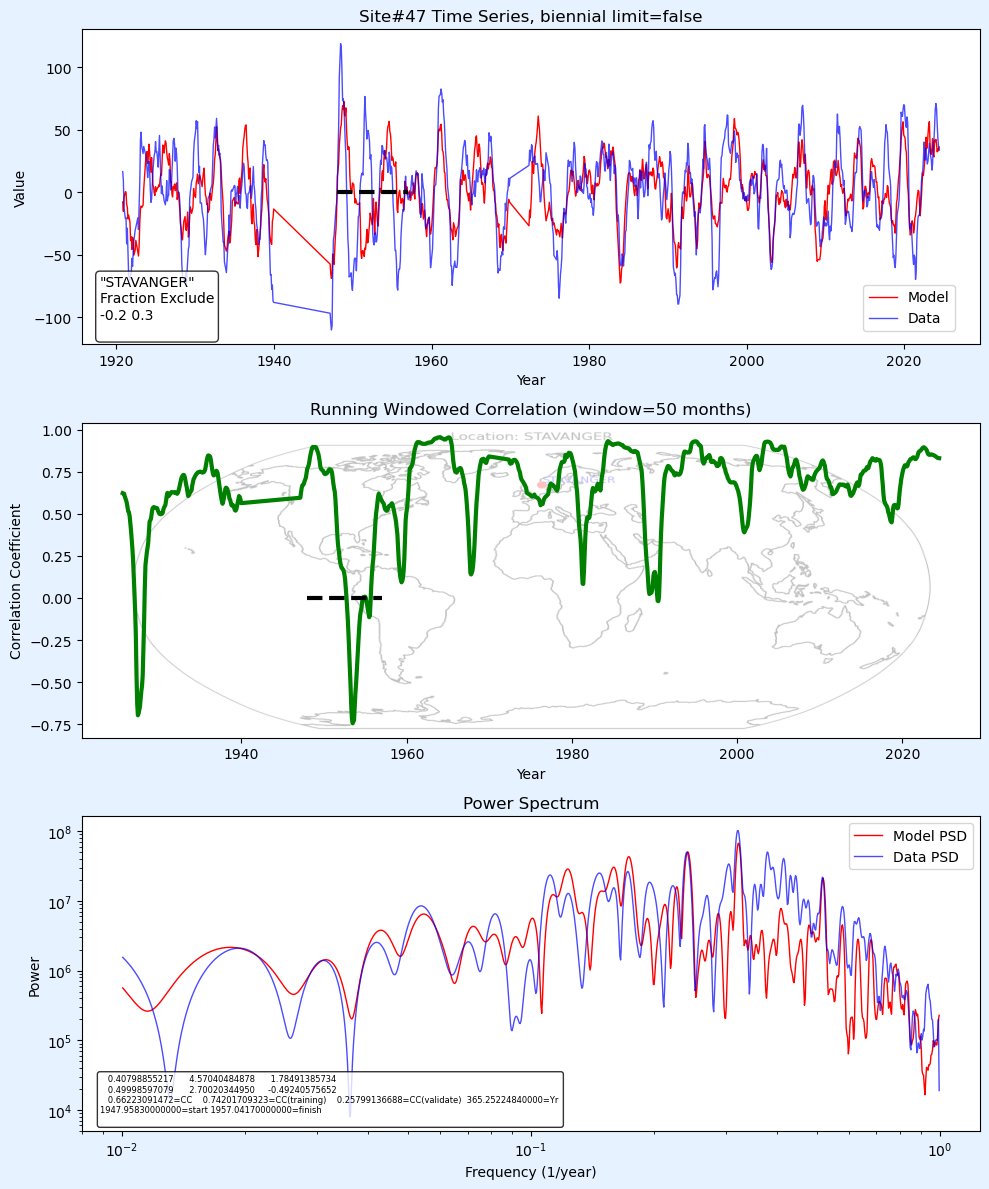 Site#47 Time Series, biennial limit=false
Value
100
50
0
−50
−100
"STAVANGER"
Fraction Exclude
-0.2 0.3
Model
Data
1920
1940
1960
1980
2000
2020
Year
Running Windowed Correlation (window=50 months)
Location: STAVANGER
Correlation Coefficient
1.00
0.75
0.50
0.25
0.00
−0.25
−0.50
−0.75
1940
1960
1980
2000
2020
Year
Power Spectrum
Power
10^8
10^7
10^6
10^5
10^4
Model PSD
Data PSD
0.40798855217 4.57040484878 1.78491385734
0.49998597079 2.70020344950 -0.49240575652
0.66223091472=CC 0.74201709323=CC(training) 0.25799136688=CC(validate) 365.25224840000=Yr
1947.95830000000=start 1957.04170000000=finish
10^−2
10^−1
10^0
Frequency (1/year)